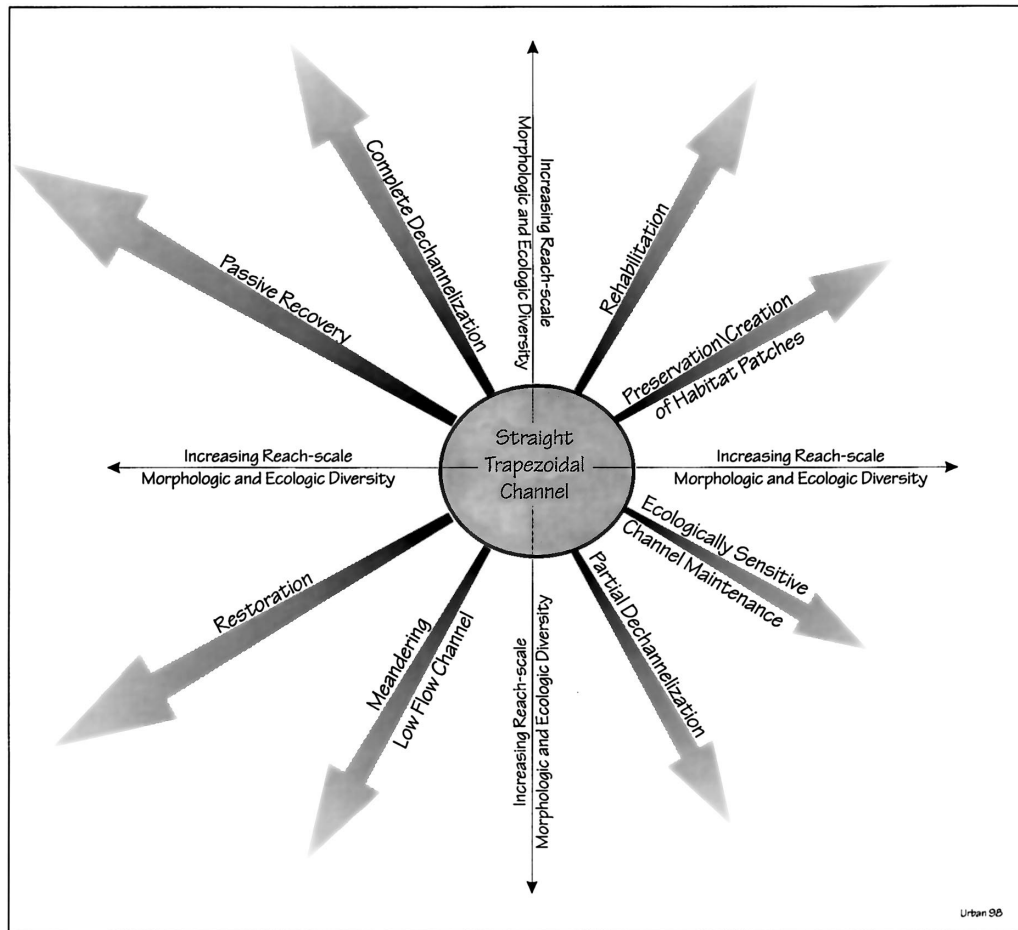 Complete Dechannelization
Morphologic and Ecologic Diversity
Increasing Reach-scale
Rehabilitation
Passive Recovery
Preservation\Creation
of Habitat Patches
Straight
Trapezoidal
Channel
Increasing Reach-scale
Morphologic and Ecologic Diversity
Increasing Reach-scale
Morphologic and Ecologic Diversity
Ecologically Sensitive
Channel Maintenance
Restoration
Meandering
Low Flow Channel
Increasing Reach-scale
Morphologic and Ecologic Diversity
Partial Dechannelization
Urban 98